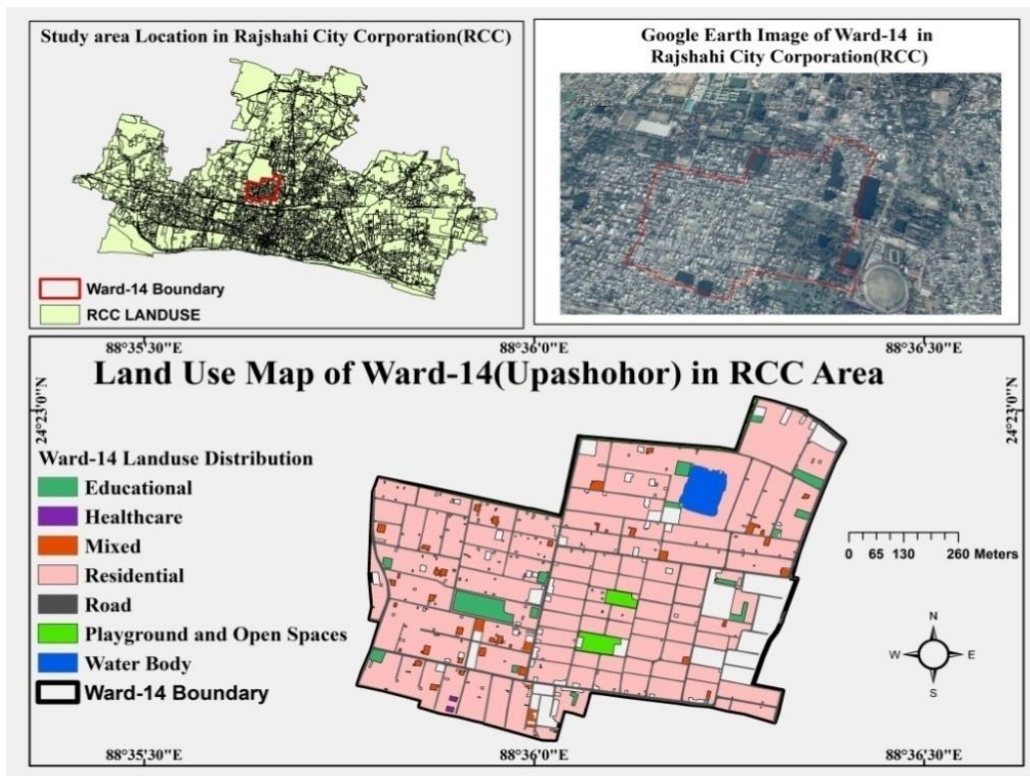 Study area Location in Rajshahi City Corporation(RCC)
Ward-14 Boundary
RCC LANDUSE
Google Earth Image of Ward-14 in
Rajshahi City Corporation(RCC)
88°35'30"E
88°36'0"E
88°36'30"E
Land Use Map of Ward-14(Upashohor) in RCC Area
24°23'0"N
24°23'0"N
Ward-14 Landuse Distribution
Educational
Healthcare
Mixed
Residential
Road
Playground and Open Spaces
Water Body
Ward-14 Boundary
0 65 130 260 Meters
N
W E
S
88°35'30"E
88°36'0"E
88°36'30"E